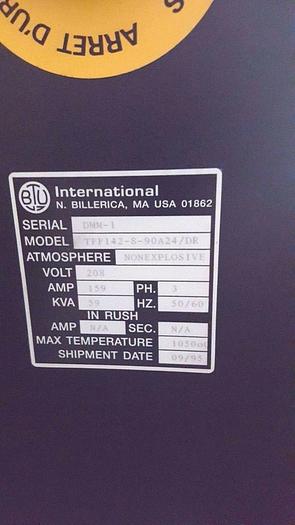 ARRET D'UR
S
BTU International
N. BILLERICA, MA USA 01862
SERIAL DMM-1
MODEL TFF142-8-90A24/DR
ATMOSPHERE NONEXPLOSIVE
VOLT 208
AMP 159 PH. 3
KVA 59 HZ. 50/60
IN RUSH
AMP N/A SEC. N/A
MAX TEMPERATURE 1050oC
SHIPMENT DATE 09/95